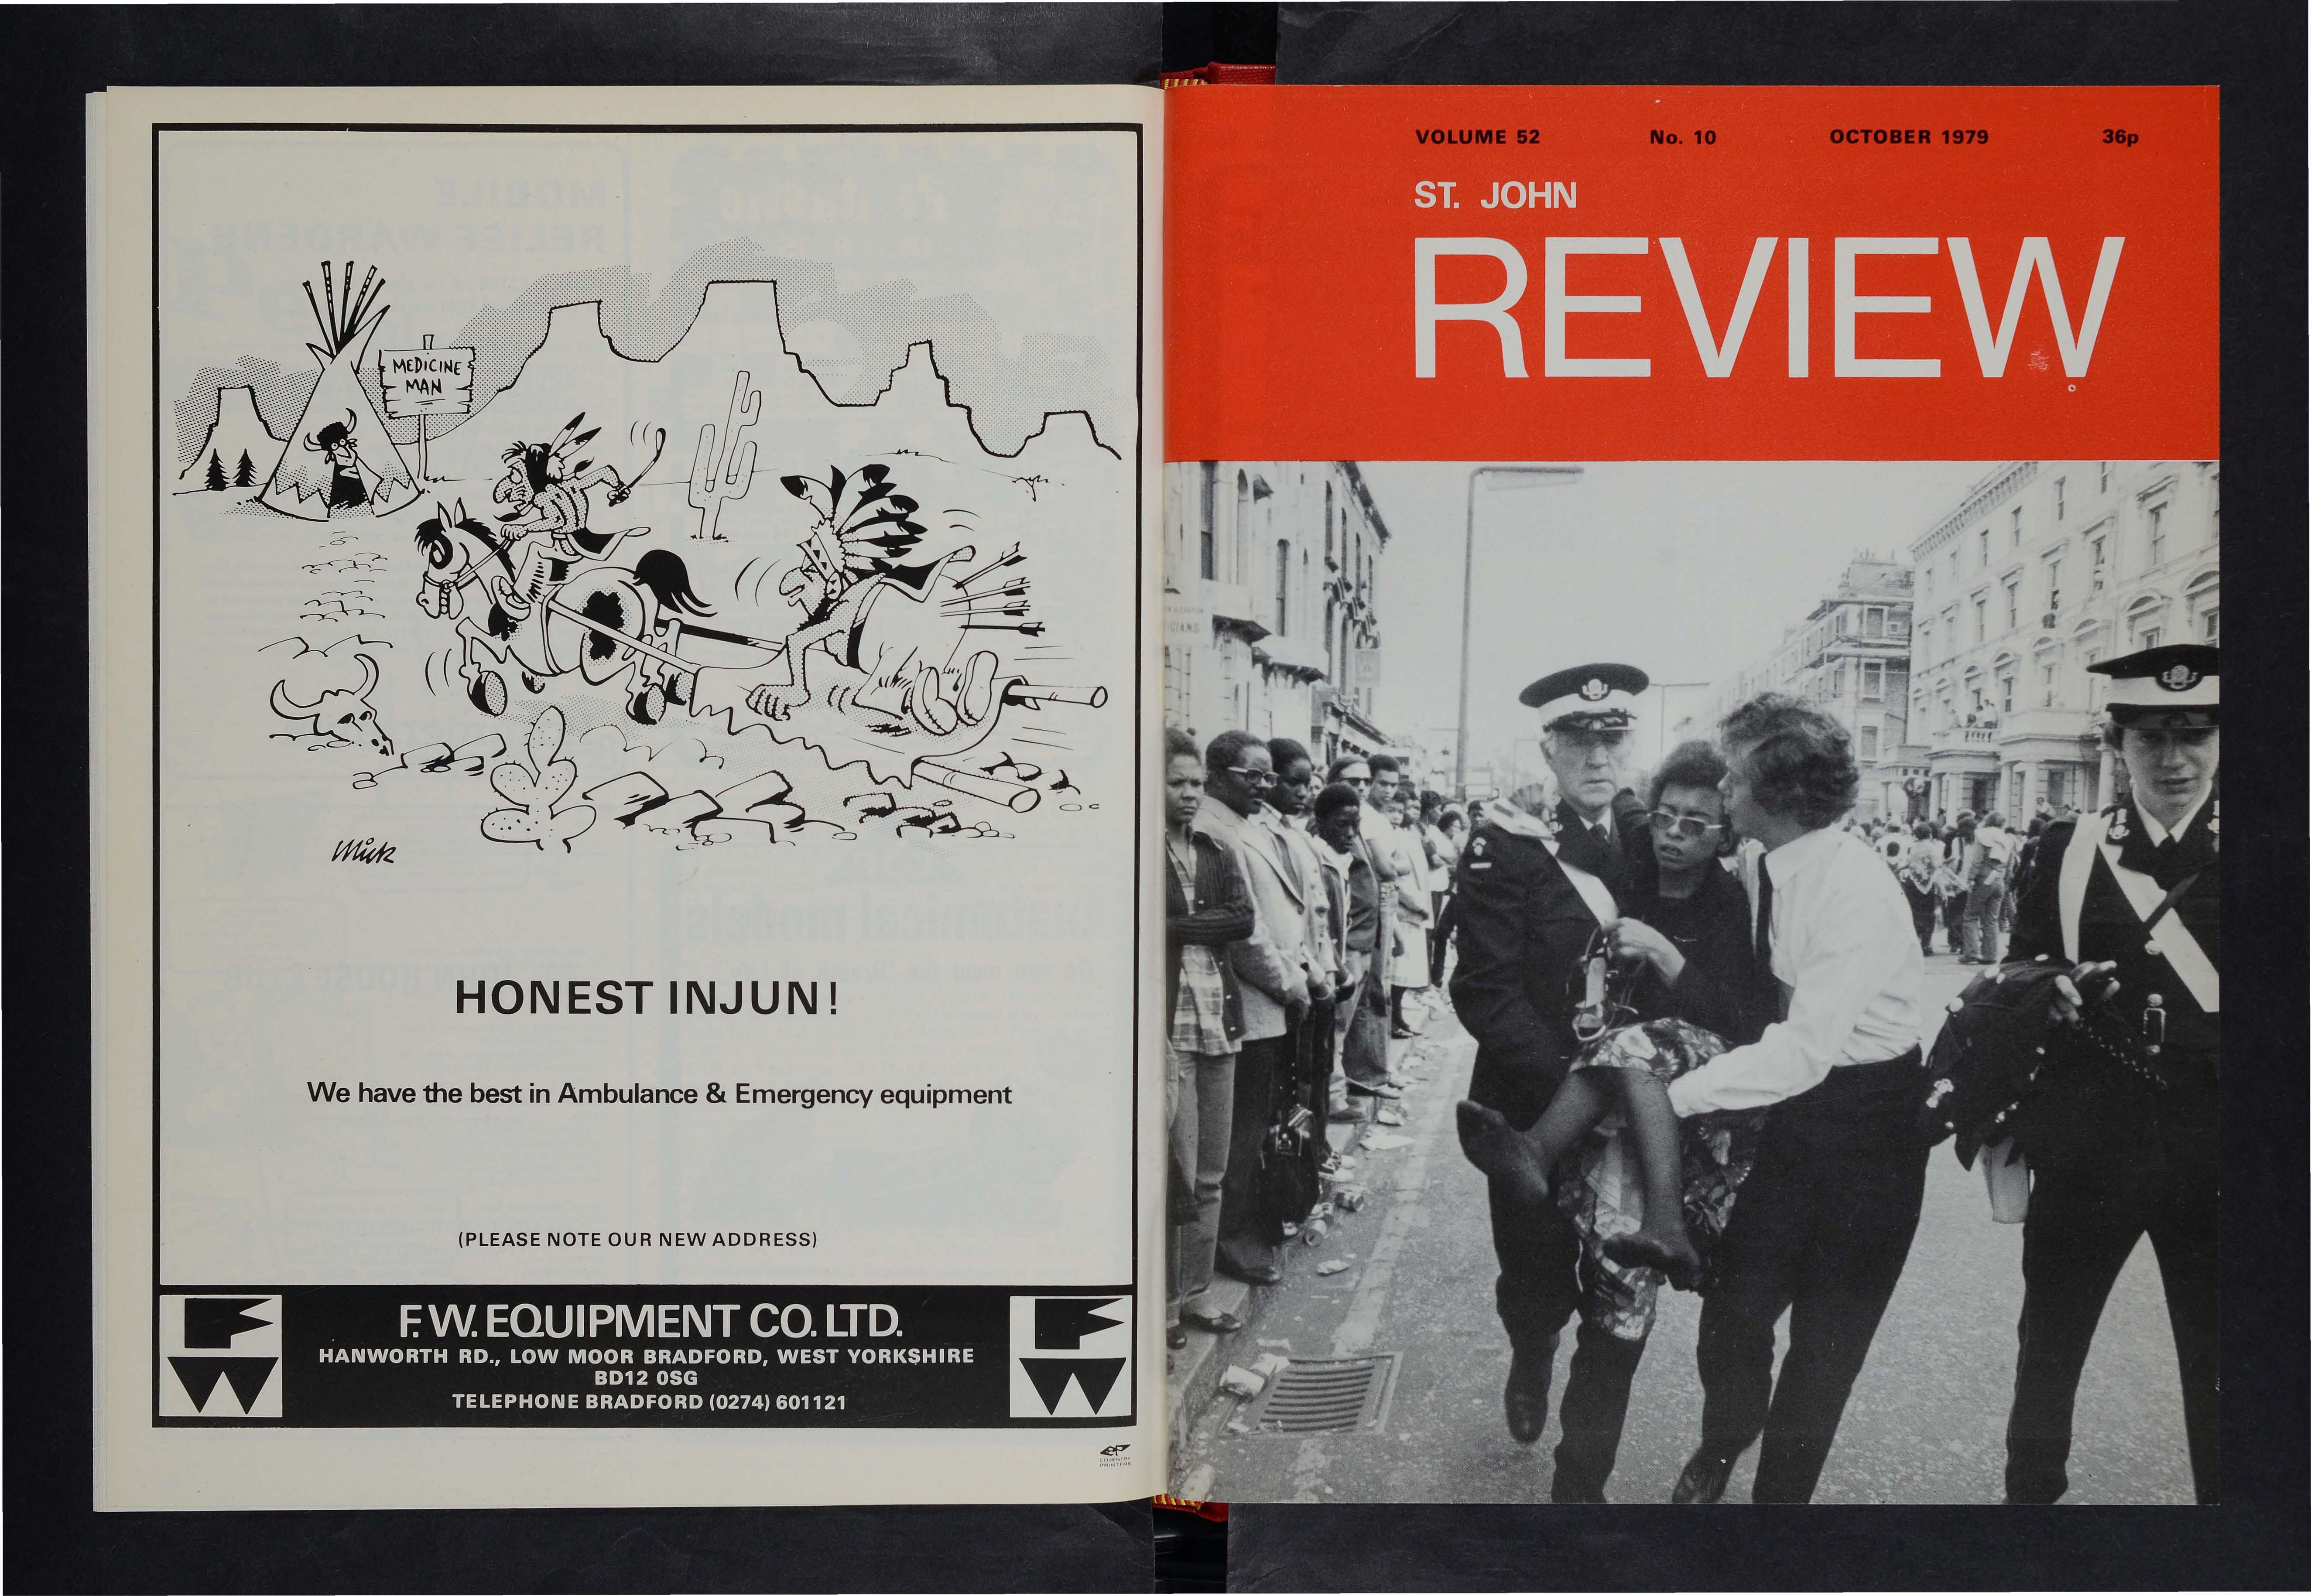 MEDICINE
MAN
Mick
HONEST INJUN!
We have the best in Ambulance & Emergency equipment
(PLEASE NOTE OUR NEW ADDRESS)
F.W. EQUIPMENT CO. LTD.
HANWORTH RD., LOW MOOR BRADFORD, WEST YORKSHIRE
BD12 0SG
TELEPHONE BRADFORD (0274) 601121
COVENTRY
PRINTERS
VOLUME 52 No. 10 OCTOBER 1979 36p
ST. JOHN
REVIEW